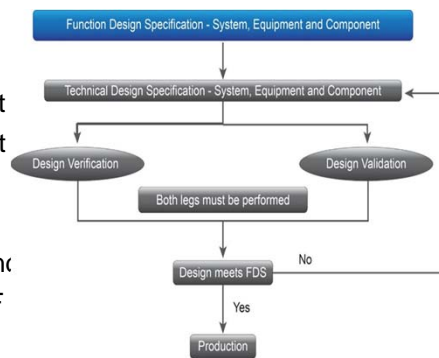 Function Design Specification - System, Equipment and Component
Technical Design Specification - System, Equipment and Component
Design Verification
Design Validation
Both legs must be performed
Design meets FDS
No
Yes
Production